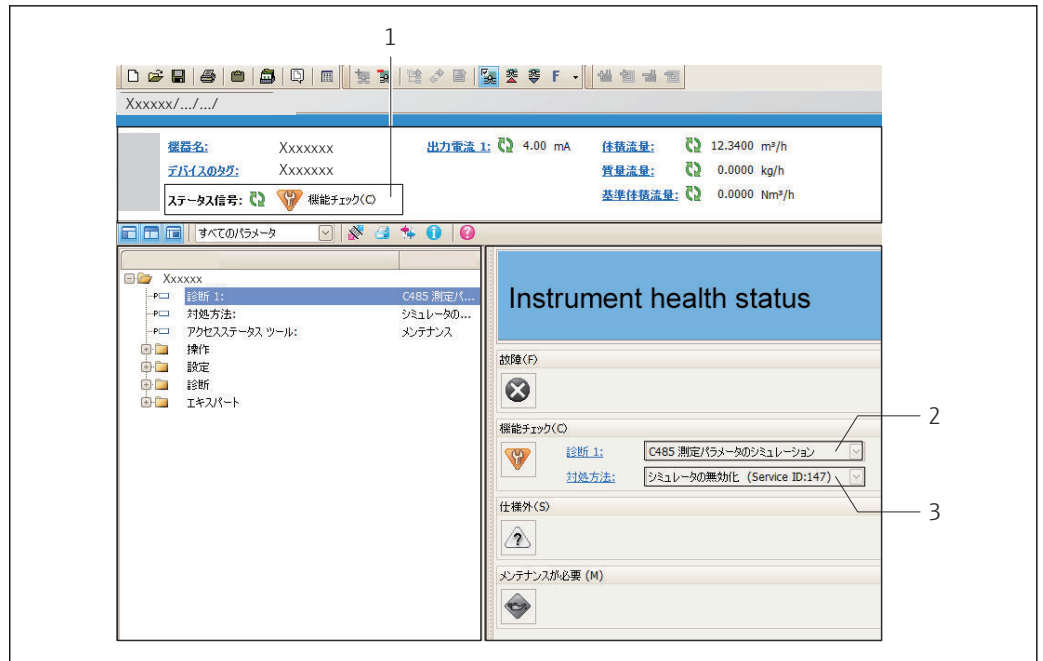 1
F
Xxxxxx/.../.../
機器名: Xxxxxxx 出力電流 1: 4.00 mA 体積流量: 12.3400 m³/h
デバイスのタグ: Xxxxxxx 質量流量: 0.0000 kg/h
ステータス信号: 機能チェック(C) 基準体積流量: 0.0000 Nm³/h
すべてのパラメータ
Xxxxxx
診断 1: C485 測定パ...
対処方法: シミュレータの...
アクセスステータス ツール: メンテナンス
操作
設定
診断
エキスパート
Instrument health status
故障(F)
機能チェック(C)
診断 1: C485 測定パラメータのシミュレーション
2
対処方法: シミュレータの無効化 (Service ID:147)
3
仕様外(S)
メンテナンスが必要 (M)